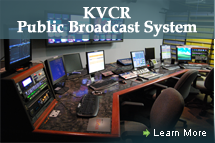 KVCR
Public Broadcast System
Learn More